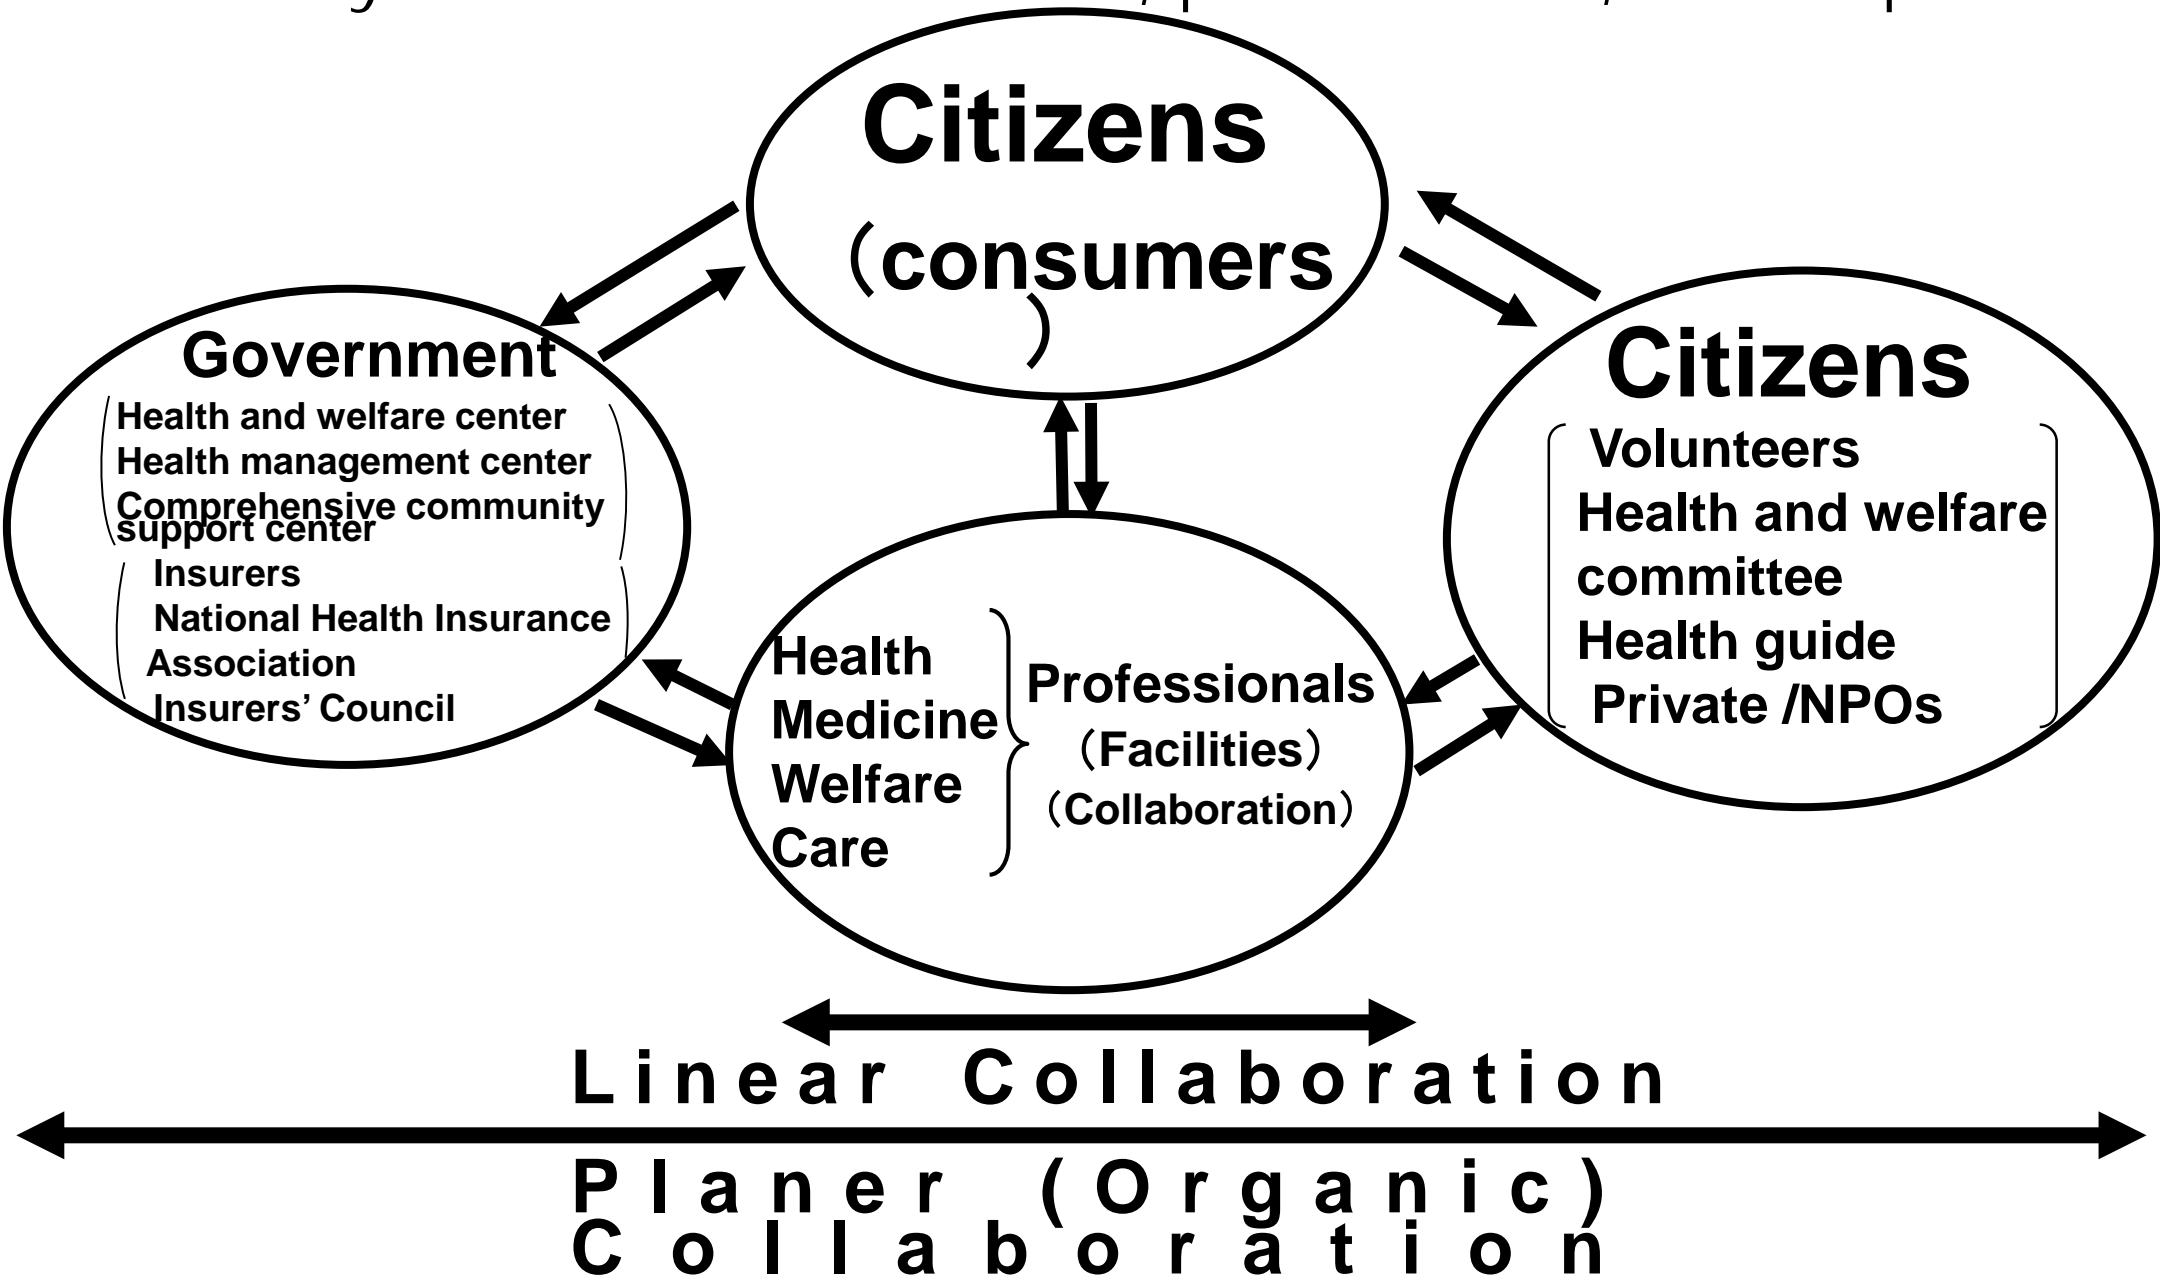 Citizens
（consumers
）
Government
Health and welfare center
Health management center
Comprehensive community
support center
Insurers
National Health Insurance
Association
Insurers’ Council
Citizens
Volunteers
Health and welfare
committee
Health guide
Private /NPOs
Health
Medicine
Welfare
Care
Professionals
（Facilities）
（Collaboration）
Linear Collaboration
Planer (Organic)
Collaboration